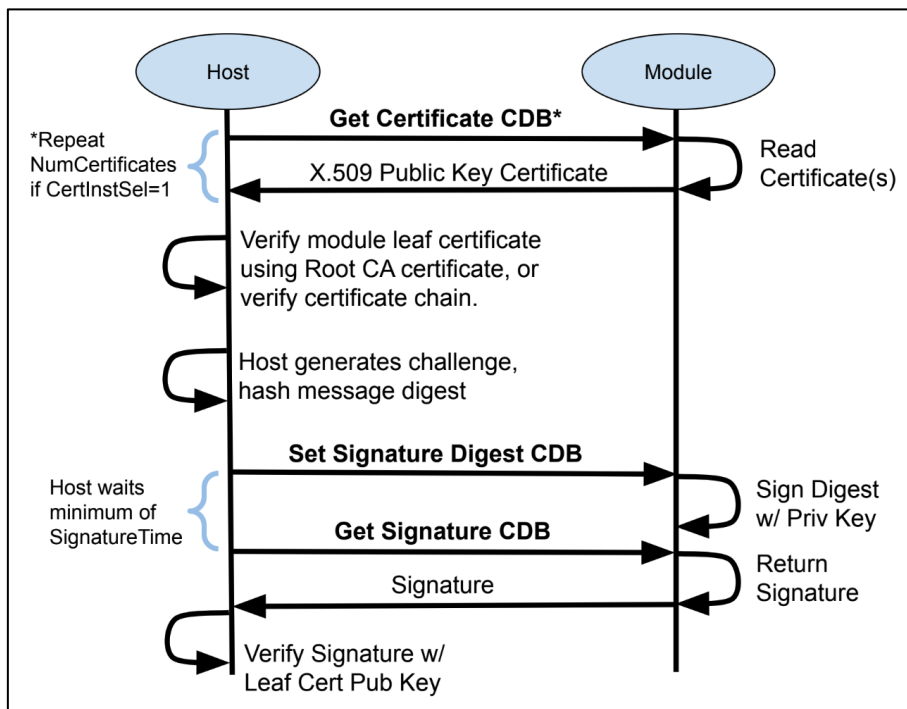 Host
Module
Get Certificate CDB*
*Repeat
NumCertificates
if CertInstSel=1
Read
Certificate(s)
X.509 Public Key Certificate
Verify module leaf certificate
using Root CA certificate, or
verify certificate chain.
Host generates challenge,
hash message digest
Set Signature Digest CDB
Host waits
minimum of
SignatureTime
Sign Digest
w/ Priv Key
Get Signature CDB
Return
Signature
Signature
Verify Signature w/
Leaf Cert Pub Key